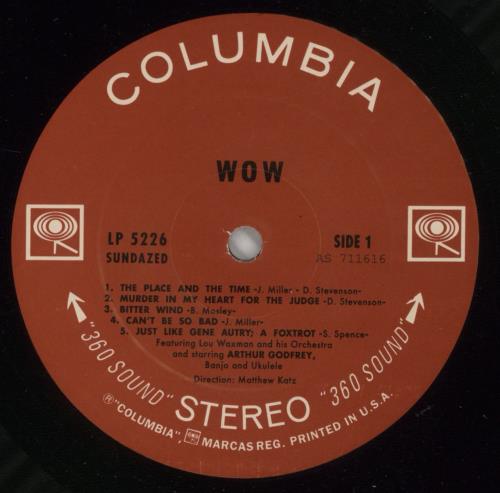 COLUMBIA
WOW
LP 5226
SUNDAZED
SIDE 1
AS 711616
1. THE PLACE AND THE TIME -J. Miller - D. Stevenson-
2. MURDER IN MY HEART FOR THE JUDGE -D. Stevenson-
3. BITTER WIND -B. Mosley-
4. CAN'T BE SO BAD -J. Miller-
5. JUST LIKE GENE AUTRY; A FOXTROT -S. Spence-
Featuring Lou Waxman and his Orchestra
and starring ARTHUR GODFREY,
Banjo and Ukulele
Direction: Matthew Katz
"360 SOUND" STEREO "360 SOUND"
® "COLUMBIA", MARCAS REG. PRINTED IN U.S.A.